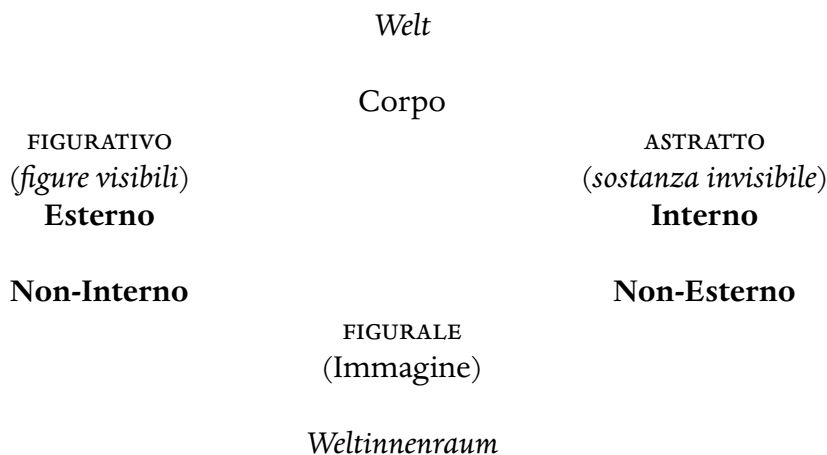 Welt
Corpo
FIGURATIVO ASTRATTO
(figure visibili) (sostanza invisibile)
Esterno Interno
Non-Interno Non-Esterno
FIGURALE
(Immagine)
Weltinnenraum